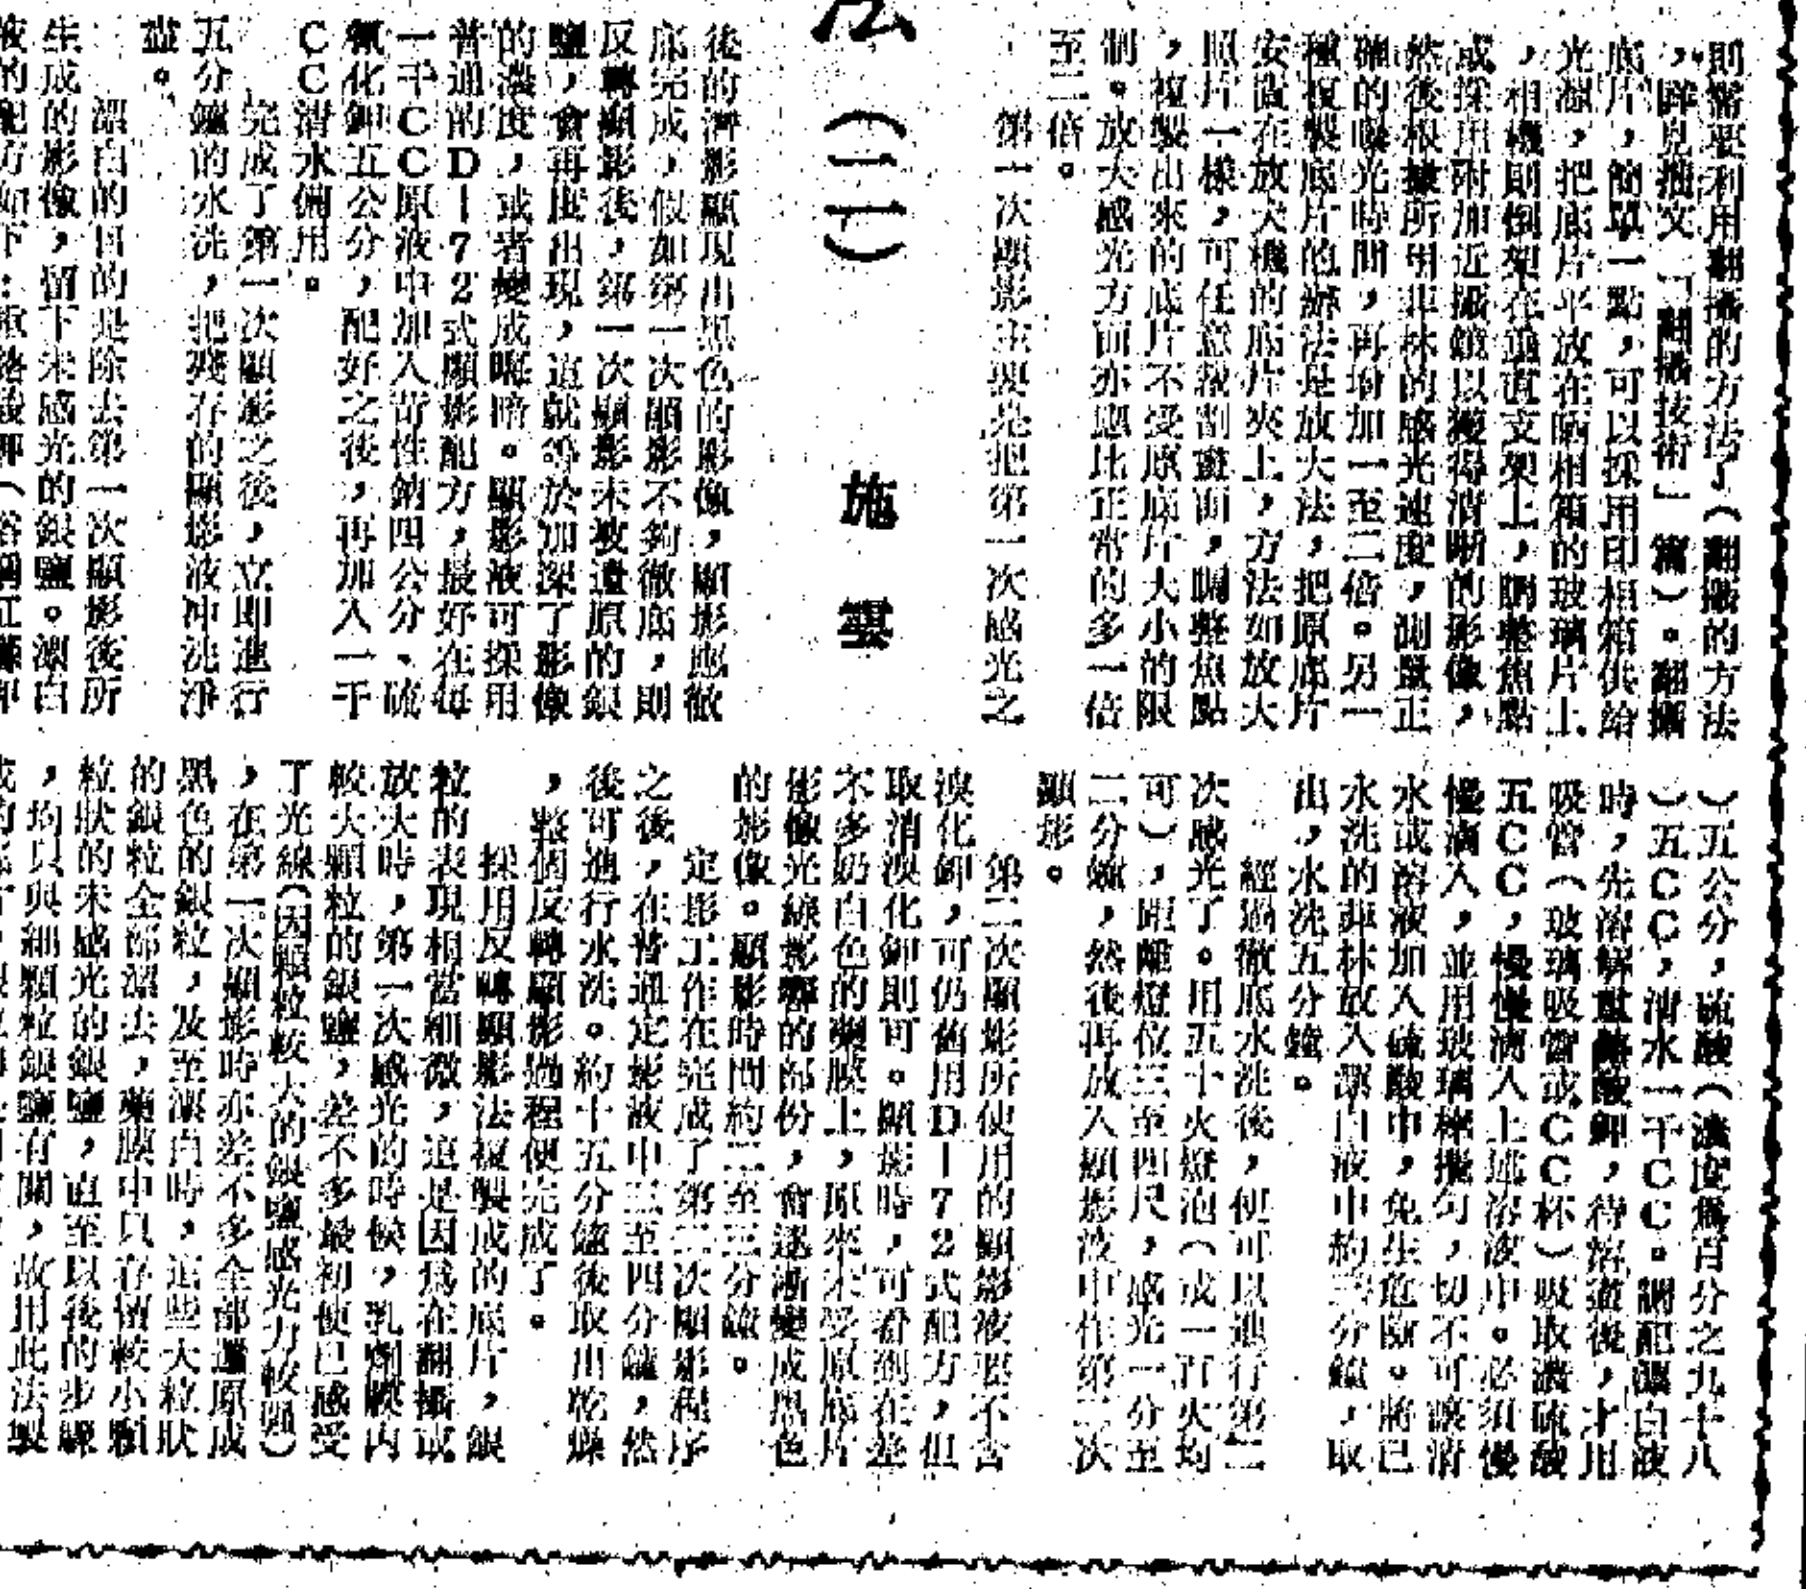 則需要利用翻攝的方法了（翻攝的方法
，詳見拙文「翻攝技術」篇）。翻攝
底片，簡單一點，可以採用印相箱供給
光源，把底片平放在晒相箱的玻璃片上
，相機則倒架在垂直支架上，調整焦點
或採用附加近攝鏡以獲得清晰的影像，
然後根據所用菲林的感光速度，測量正
確的曝光時間，再增加一至二倍。另一
種複製底片的辦法是放大法，把原底片
安置在放大機的底片夾上，方法如放大
照片一樣，可任意裁割畫面，調整焦點
，複製出來的底片不受原底片大小的限
制。放大感光方面亦應比正常的多一倍
至二倍。
第一次顯影主要是把第一次感光之
法（二）
施雲
後的潛影顯現出黑色的影像，顯影應徹
底完成，假如第一次顯影不夠徹底，則
反轉顯影後，第一次顯影未被還原的銀
鹽，會再度出現，這就等於加深了影像
的濃度，或者變成曚暗。顯影液可採用
普通的Ｄ－７２式顯影配方，最好在每
一千ＣＣ原液中加入苛性鈉四公分、硫
氰化鉀五公分，配好之後，再加入一千
ＣＣ清水備用。
完成了第一次顯影之後，立即進行
五分鐘的水洗，把殘存的顯影液冲洗淨
盡。
漂白的目的是除去第一次顯影後所
生成的影像，留下未感光的銀鹽。漂白
液的配方如下：重鉻酸鉀（俗稱紅礬鉀
）五公分，硫酸（濃度爲百分之九十八
）五ＣＣ，清水一千ＣＣ。調配漂白液
時，先溶解重鉻酸鉀，待溶道後，才用
吸管（玻璃吸管或ＣＣ杯）吸取濃硫酸
五ＣＣ，慢慢滴入上述溶液中。必須慢
慢滴入，並用玻璃棒攪勻，切不可讓清
水或溶液加入硫酸中，免生危險。將已
水洗的菲林放入漂白液中約三分鐘，取
出，水洗五分鐘。
經過徹底水洗後，便可以進行第二
次感光了。用五十火燈泡（或一百火均
可），距離燈位三至四尺，感光一分至
二分鐘，然後再放入顯影液中作第二次
顯影。
第二次顯影所使用的顯影液要不含
溴化鉀，可仍舊用Ｄ－７２式配方，但
取消溴化鉀則可。顯影時，可看到在差
不多奶白色的藥膜上，原來未受原底片
影像光線影響的部份，會逐漸變成黑色
的影像。顯影時間約二至三分鐘。
定影工作在完成了第二次顯影程序
之後，在普通定影液中三至四分鐘，然
後可進行水洗。約十五分鐘後取出乾燥
，整個反轉顯影過程便完成了。
採用反轉顯影法複製成的底片，銀
粒的表現相當細微，這是因爲在翻攝或
放大時，第一次感光的時候，乳劑膜內
較大顆粒的銀鹽，差不多最初便已感受
了光線（因顆粒較大的銀鹽感光力較強）
，在第一次顯影時亦差不多全部還原成
黑色的銀粒，及至漂白時，這些大粒狀
的銀粒全部漂去，藥膜中只存留較小顆
粒狀的未感光的銀鹽，直至以後的步驟
，均只與細顆粒銀鹽有關，故用此法製